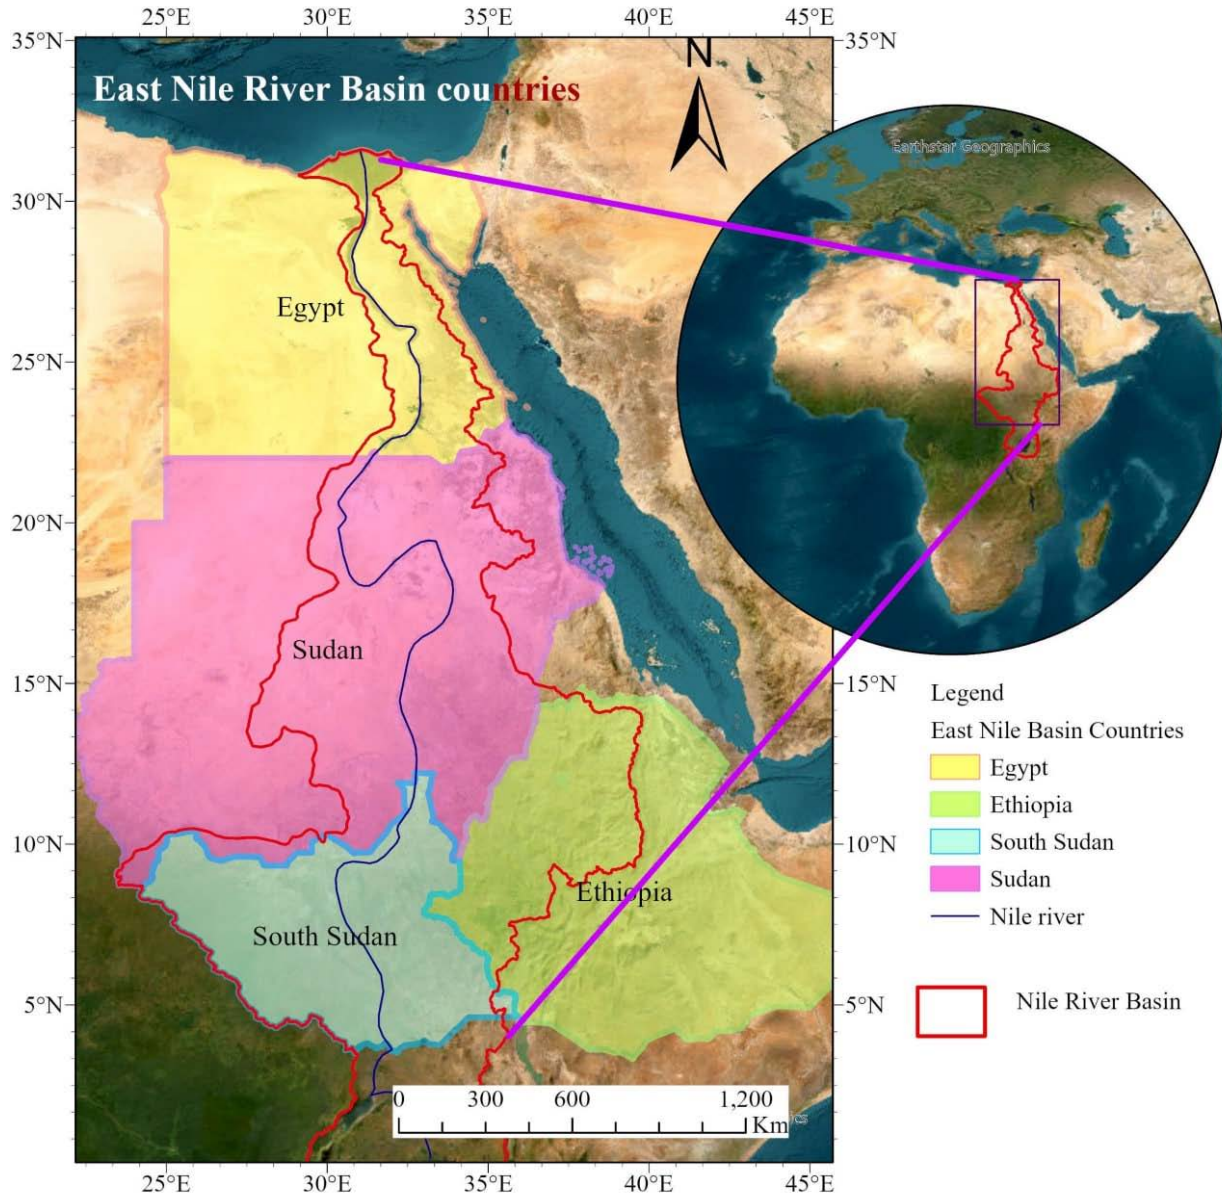 25°E 30°E 35°E 40°E 45°E
35°N 35°N
N
East Nile River Basin countries
Earthstar Geographics
30°N
Egypt
25°N
20°N
Sudan
15°N 15°N
Legend
East Nile Basin Countries
Egypt
Ethiopia
South Sudan
Sudan
Nile river
10°N 10°N
Ethiopia
South Sudan
5°N 5°N
Nile River Basin
0 300 600 1,200
Km
25°E 30°E 35°E 40°E 45°E